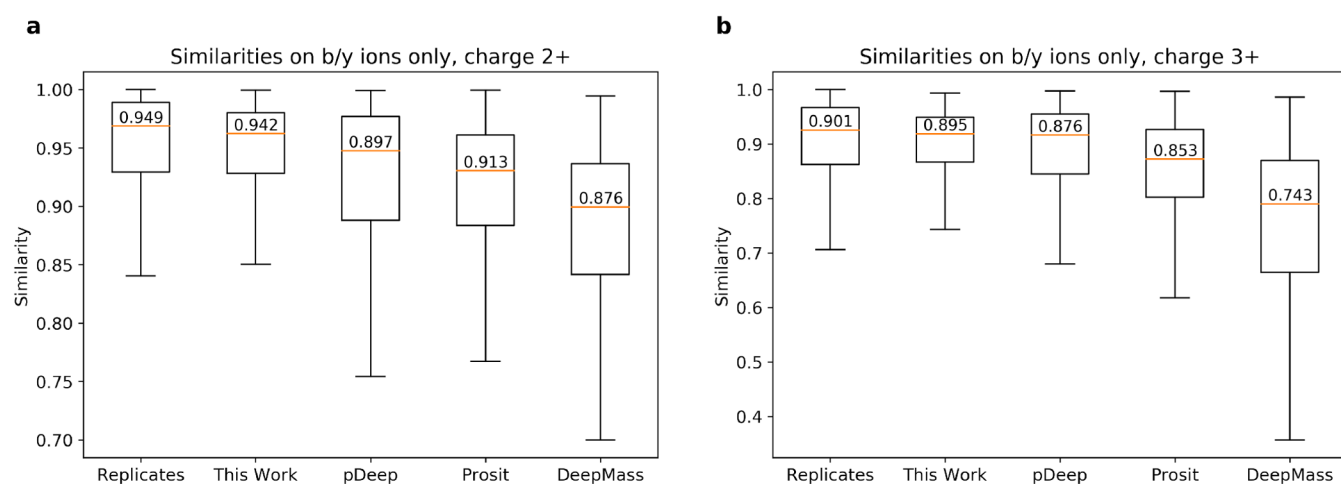 a
Similarities on b/y ions only, charge 2+
Similarity
1.00
0.95
0.90
0.85
0.80
0.75
0.70
0.949
0.942
0.897
0.913
0.876
Replicates
This Work
pDeep
Prosit
DeepMass
b
Similarities on b/y ions only, charge 3+
Similarity
1.0
0.9
0.8
0.7
0.6
0.5
0.4
0.901
0.895
0.876
0.853
0.743
Replicates
This Work
pDeep
Prosit
DeepMass